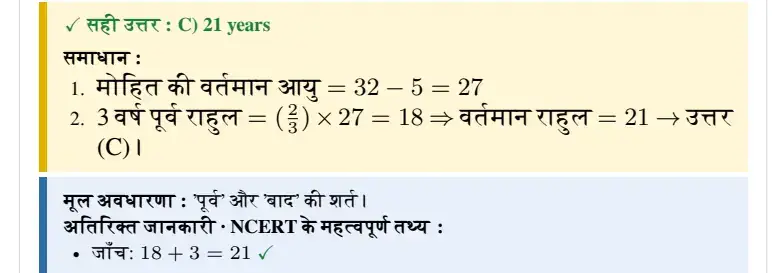 ✓ सही उत्तर : C) 21 years
समाधान :
1. मोहित की वर्तमान आयु = 32 − 5 = 27
2. 3 वर्ष पूर्व राहुल = (2/3) × 27 = 18 ⇒ वर्तमान राहुल = 21 → उत्तर
(C)।
मूल अवधारणा : 'पूर्व' और 'बाद' की शर्त।
अतिरिक्त जानकारी · NCERT के महत्वपूर्ण तथ्य :
• जाँच: 18 + 3 = 21 ✓